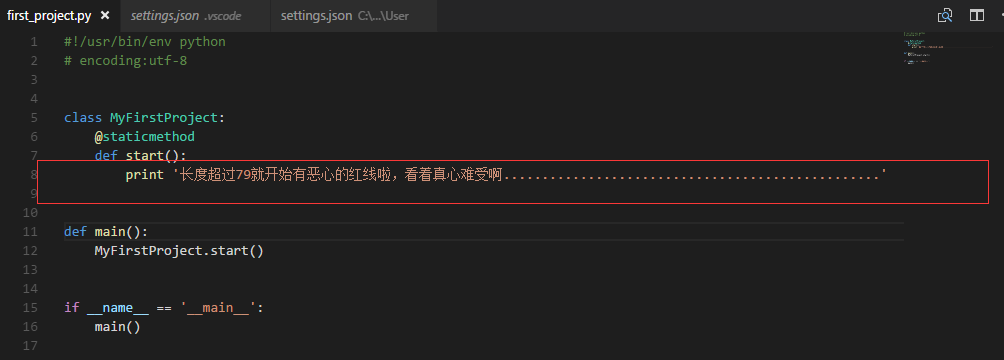 first_project.py × settings.json .vscode settings.json C:\...\User
1 #!/usr/bin/env python
2 # encoding:utf-8
3
4
5 class MyFirstProject:
6     @staticmethod
7     def start():
8         print '长度超过79就开始有恶心的红线啦，看着真心难受啊.................................................'
9
10
11 def main():
12     MyFirstProject.start()
13
14
15 if __name__ == '__main__':
16     main()
17